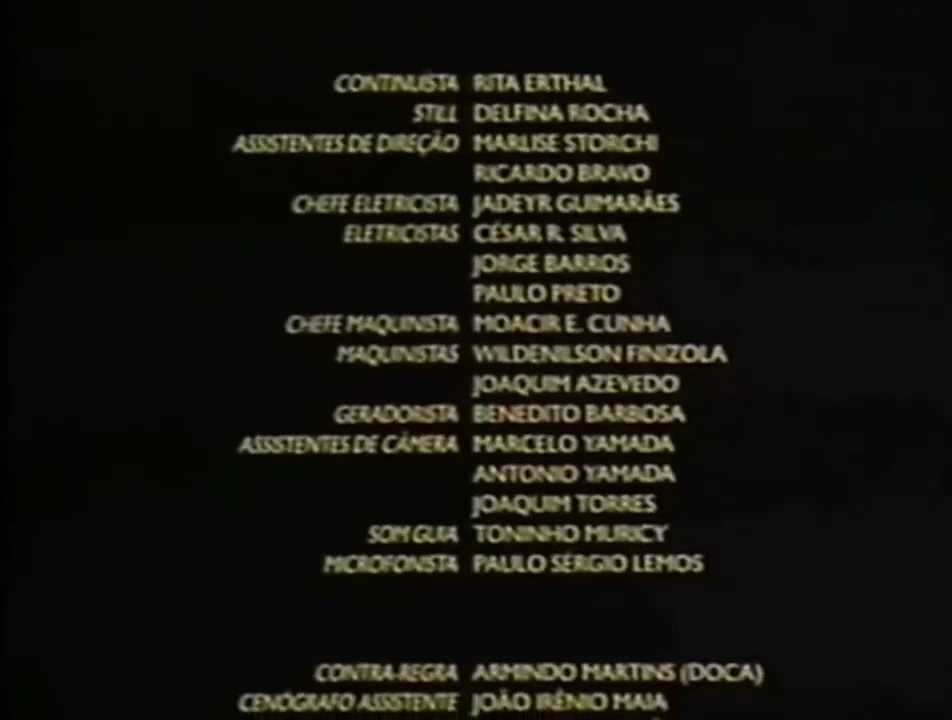 CONTINUÍSTA RITA ERTHAL
STILL DELFINA ROCHA
ASSISTENTES DE DIREÇÃO MARLISE STORCHI
RICARDO BRAVO
CHEFE ELETRICISTA JADEYR GUIMARÃES
ELETRICISTAS CÉSAR R. SILVA
JORGE BARROS
PAULO PRETO
CHEFE MAQUINISTA MOACIR E. CUNHA
MAQUINISTAS WILDENILSON FINIZOLA
JOAQUIM AZEVEDO
GERADORISTA BENEDITO BARBOSA
ASSISTENTES DE CÂMERA MARCELO YAMADA
ANTONIO YAMADA
JOAQUIM TORRES
SOM GUIA TONINHO MURICY
MICROFONISTA PAULO SÉRGIO LEMOS
CONTRA-REGRA ARMINDO MARTINS (DOCA)
CENÓGRAFO ASSISTENTE JOÃO IRÊNIO MAIA